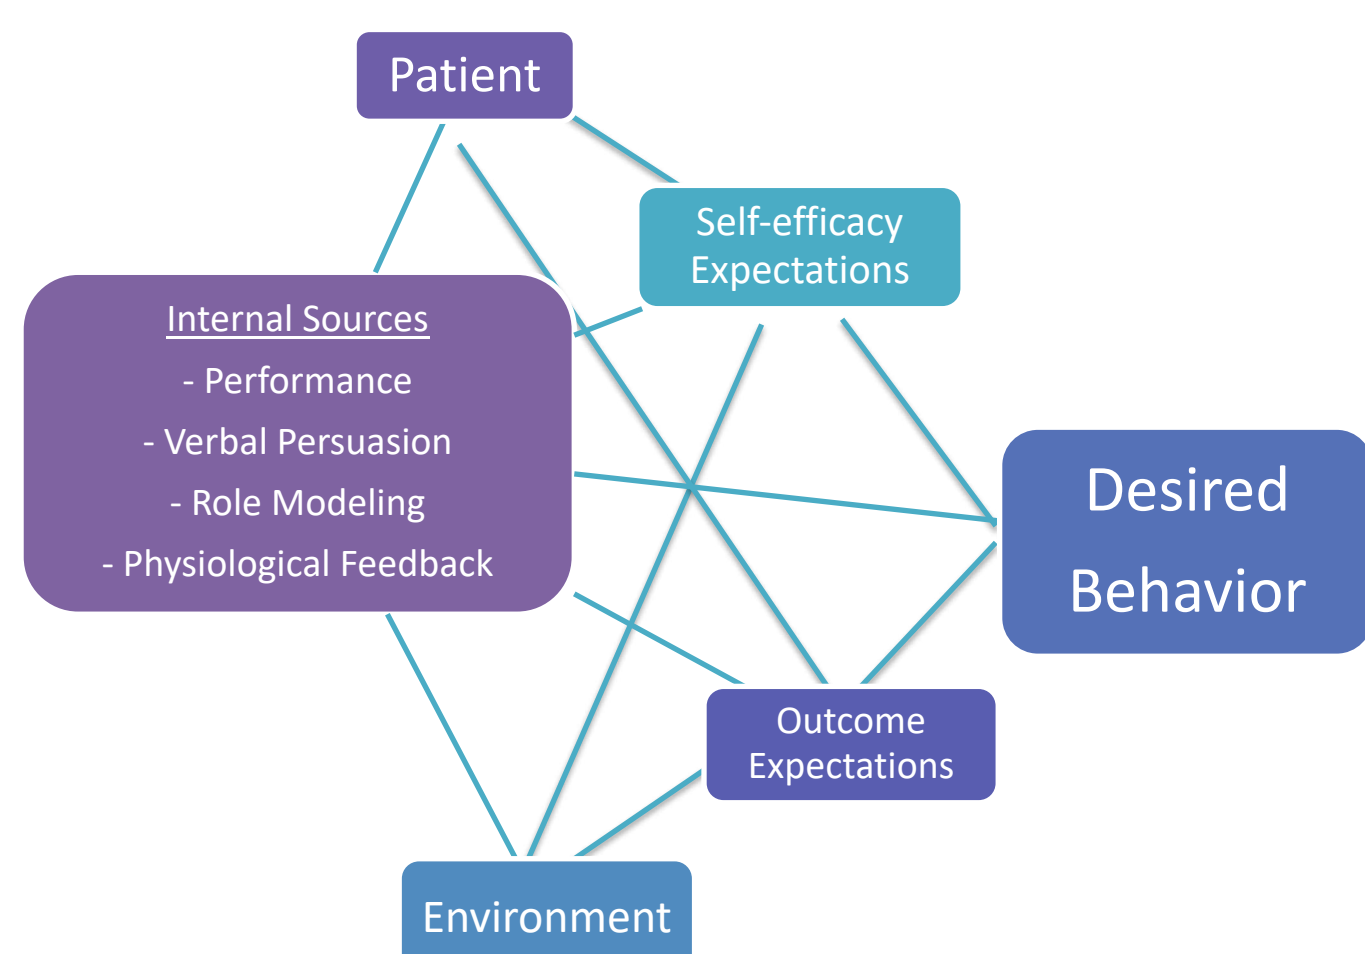 Patient
Self-efficacy
Expectations
Internal Sources
- Performance
- Verbal Persuasion
- Role Modeling
- Physiological Feedback
Desired
Behavior
Outcome
Expectations
Environment